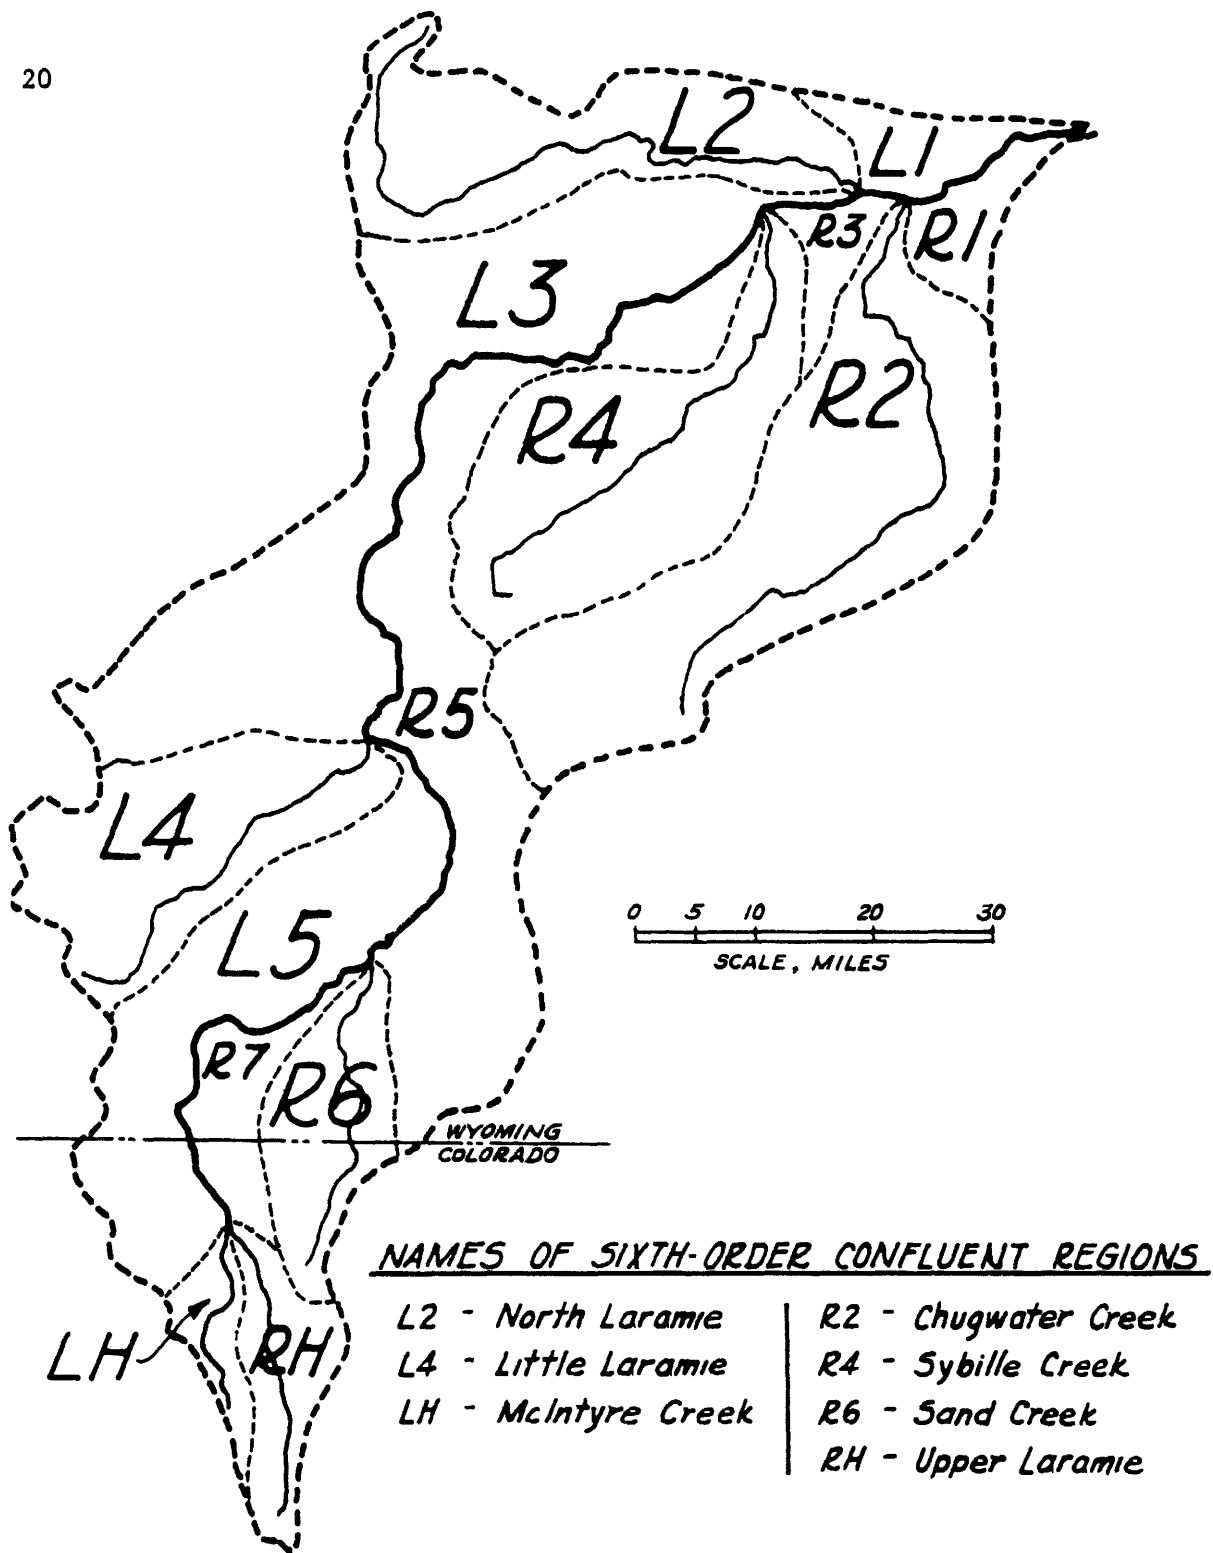 20
L2
L1
R3
R1
L3
R2
R4
R5
L4
0 5 10 20 30
SCALE, MILES
L5
R7
R6
WYOMING
COLORADO
NAMES OF SIXTH-ORDER CONFLUENT REGIONS
L2 - North Laramie
L4 - Little Laramie
LH - McIntyre Creek
R2 - Chugwater Creek
R4 - Sybille Creek
R6 - Sand Creek
RH - Upper Laramie
LH
RH